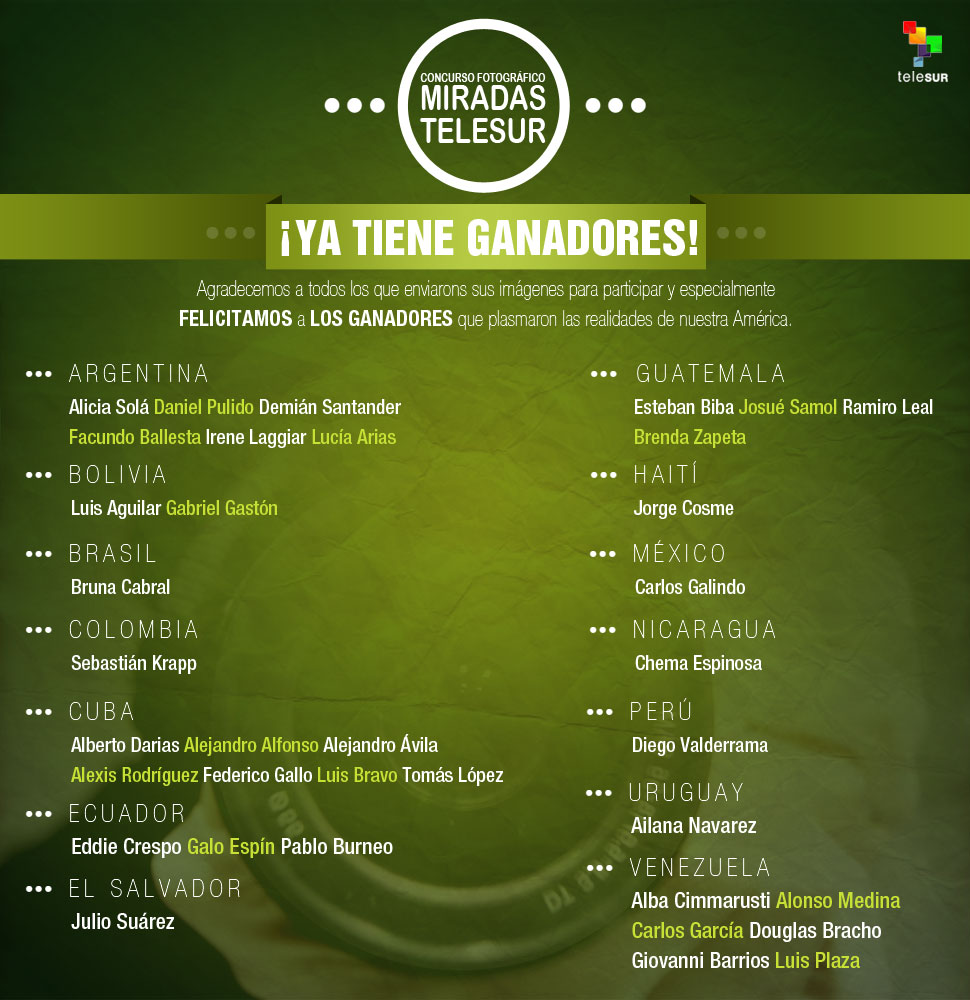 CONCURSO FOTOGRÁFICO
MIRADAS
TELESUR
teleSUR
¡YA TIENE GANADORES!
Agradecemos a todos los que enviarons sus imágenes para participar y especialmente
FELICITAMOS a LOS GANADORES que plasmaron las realidades de nuestra América.
ARGENTINA
Alicia Solá Daniel Pulido Demián Santander
Facundo Ballesta Irene Laggiar Lucía Arias
BOLIVIA
Luis Aguilar Gabriel Gastón
BRASIL
Bruna Cabral
COLOMBIA
Sebastián Krapp
CUBA
Alberto Darias Alejandro Alfonso Alejandro Ávila
Alexis Rodríguez Federico Gallo Luis Bravo Tomás López
ECUADOR
Eddie Crespo Galo Espín Pablo Burneo
EL SALVADOR
Julio Suárez
GUATEMALA
Esteban Biba Josué Samol Ramiro Leal
Brenda Zapeta
HAITÍ
Jorge Cosme
MÉXICO
Carlos Galindo
NICARAGUA
Chema Espinosa
PERÚ
Diego Valderrama
URUGUAY
Ailana Navarez
VENEZUELA
Alba Cimmarusti Alonso Medina
Carlos García Douglas Bracho
Giovanni Barrios Luis Plaza